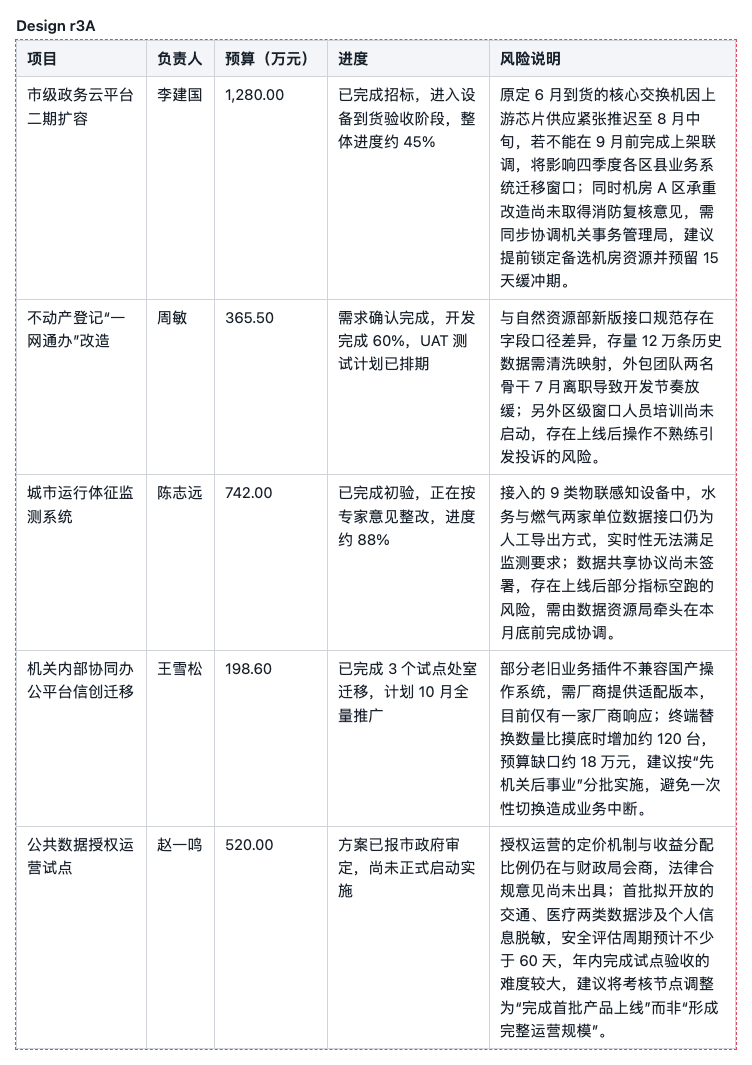 Design r3A
项目 负责人 预算（万元） 进度 风险说明
市级政务云平台
二期扩容
李建国
1,280.00
已完成招标，进入设
备到货验收阶段，整
体进度约 45%
原定 6 月到货的核心交换机因上
游芯片供应紧张推迟至 8 月中
旬，若不能在 9 月前完成上架联
调，将影响四季度各区县业务系
统迁移窗口；同时机房 A 区承重
改造尚未取得消防复核意见，需
同步协调机关事务管理局，建议
提前锁定备选机房资源并预留 15
天缓冲期。
不动产登记“一
网通办”改造
周敏
365.50
需求确认完成，开发
完成 60%，UAT 测
试计划已排期
与自然资源部新版接口规范存在
字段口径差异，存量 12 万条历史
数据需清洗映射，外包团队两名
骨干 7 月离职导致开发节奏放
缓；另外区级窗口人员培训尚未
启动，存在上线后操作不熟练引
发投诉的风险。
城市运行体征监
测系统
陈志远
742.00
已完成初验，正在按
专家意见整改，进度
约 88%
接入的 9 类物联感知设备中，水
务与燃气两家单位数据接口仍为
人工导出方式，实时性无法满足
监测要求；数据共享协议尚未签
署，存在上线后部分指标空跑的
风险，需由数据资源局牵头在本
月底前完成协调。
机关内部协同办
公平台信创迁移
王雪松
198.60
已完成 3 个试点处室
迁移，计划 10 月全
量推广
部分老旧业务插件不兼容国产操
作系统，需厂商提供适配版本，
目前仅有一家厂商响应；终端替
换数量比摸底时增加约 120 台，
预算缺口约 18 万元，建议按“先
机关后事业”分批实施，避免一次
性切换造成业务中断。
公共数据授权运
营试点
赵一鸣
520.00
方案已报市政府审
定，尚未正式启动实
施
授权运营的定价机制与收益分配
比例仍在与财政局会商，法律合
规意见尚未出具；首批拟开放的
交通、医疗两类数据涉及个人信
息脱敏，安全评估周期预计不少
于 60 天，年内完成试点验收的
难度较大，建议将考核节点调整
为“完成首批产品上线”而非“形成
完整运营规模”。